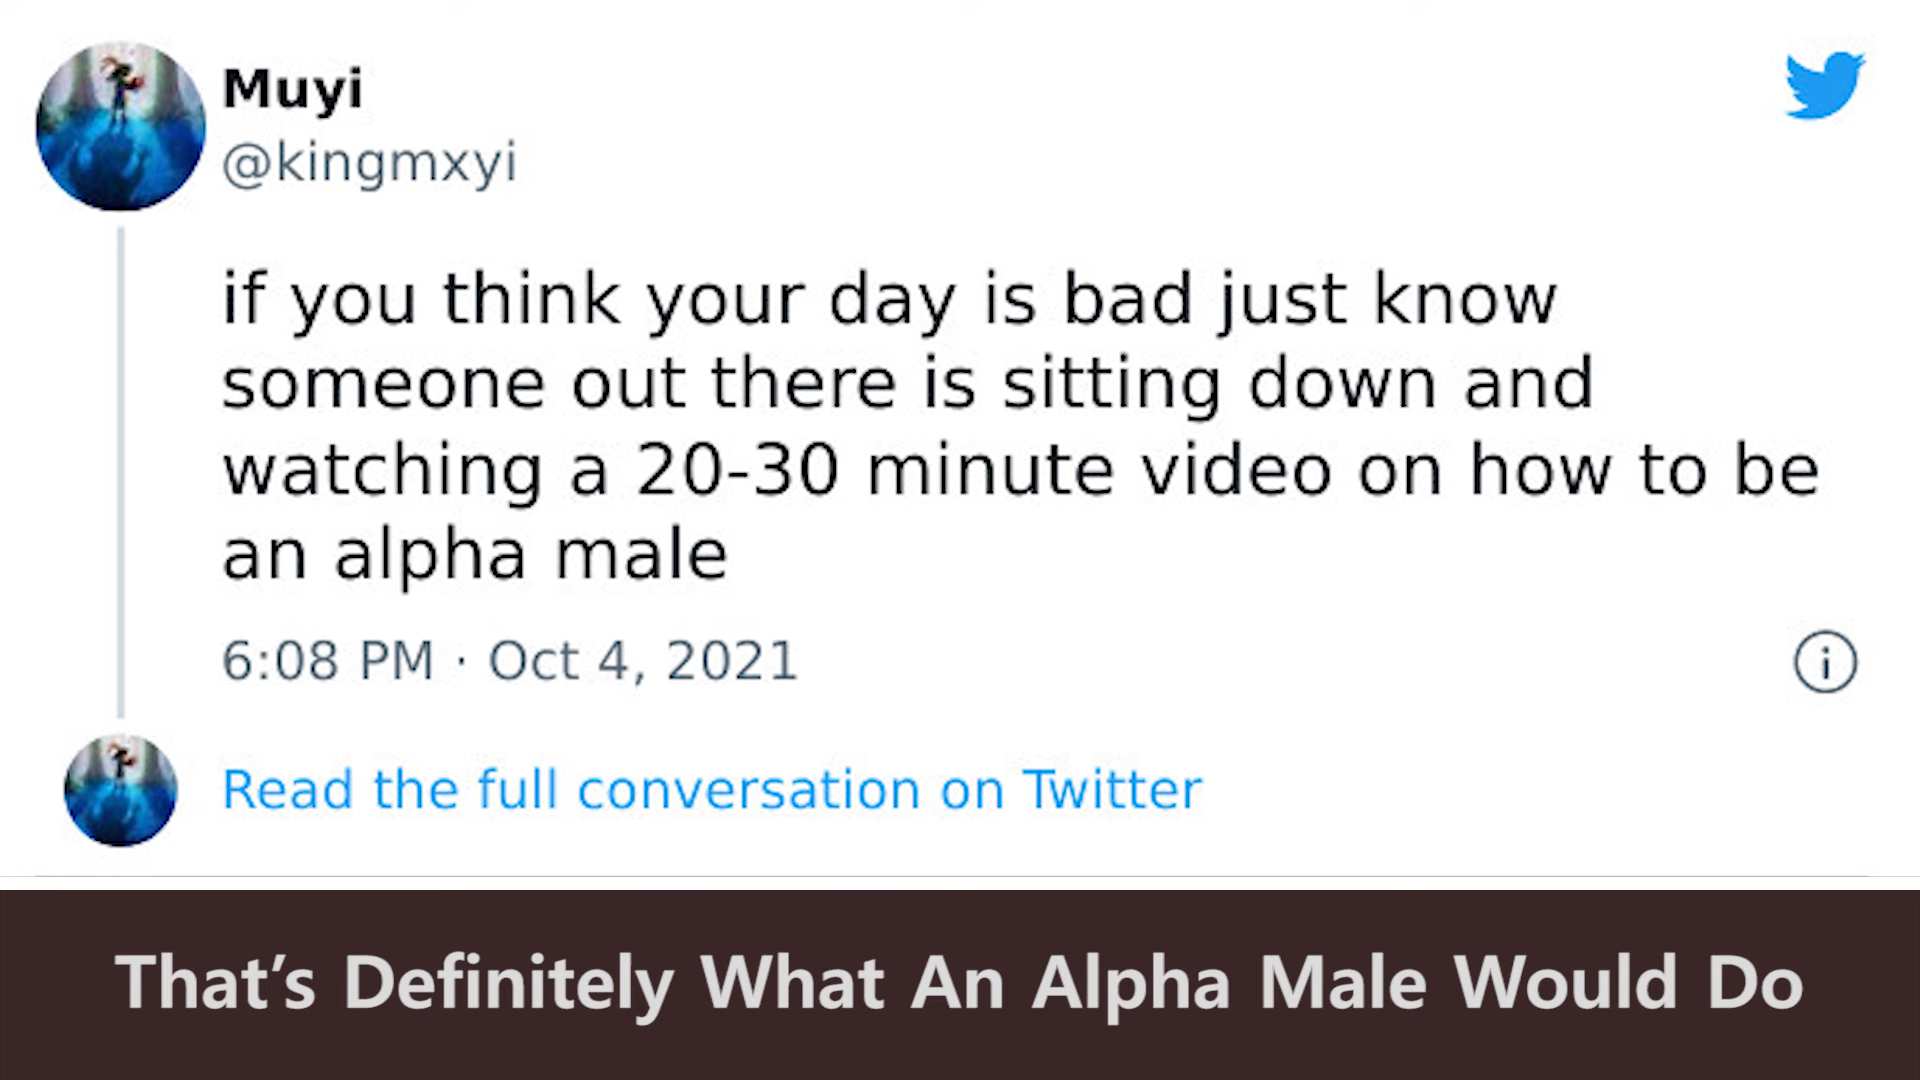 Muyi
@kingmxyi
if you think your day is bad just know
someone out there is sitting down and
watching a 20-30 minute video on how to be
an alpha male
6:08 PM · Oct 4, 2021
Read the full conversation on Twitter
That’s Definitely What An Alpha Male Would Do